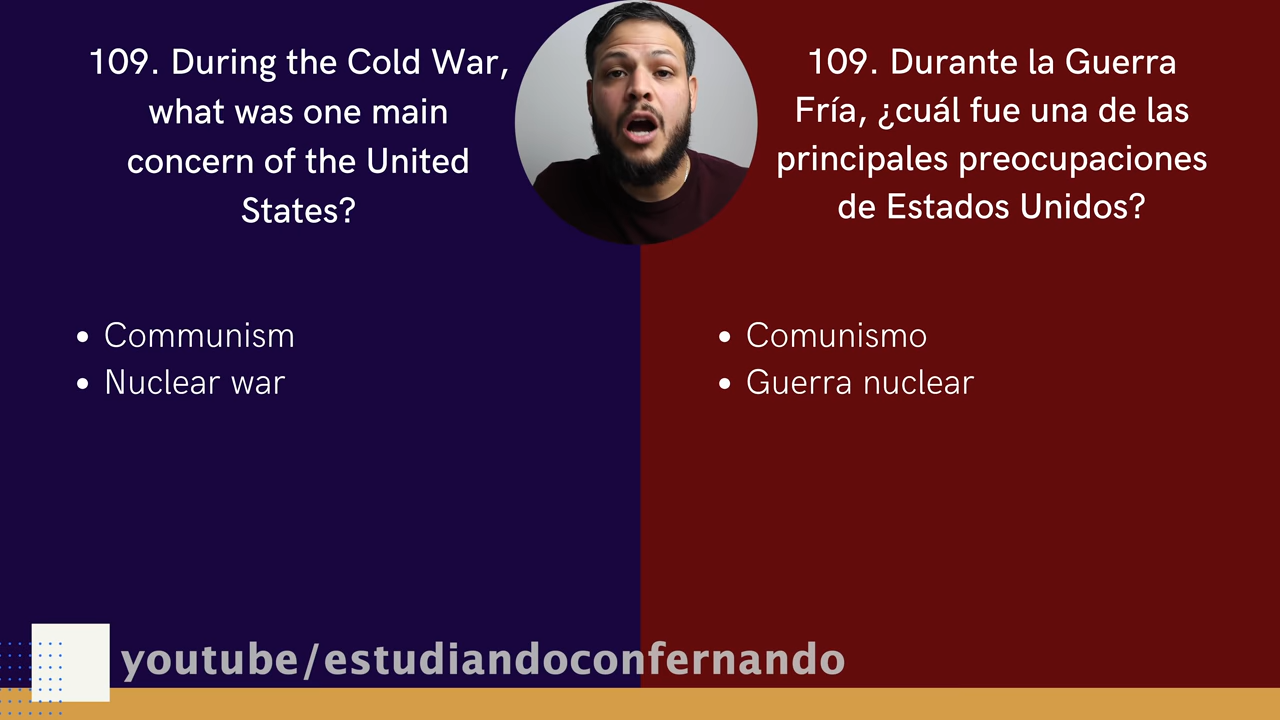 109. During the Cold War,
what was one main
concern of the United
States?
• Communism
• Nuclear war
109. Durante la Guerra
Fría, ¿cuál fue una de las
principales preocupaciones
de Estados Unidos?
• Comunismo
• Guerra nuclear
youtube/estudiandoconfernando